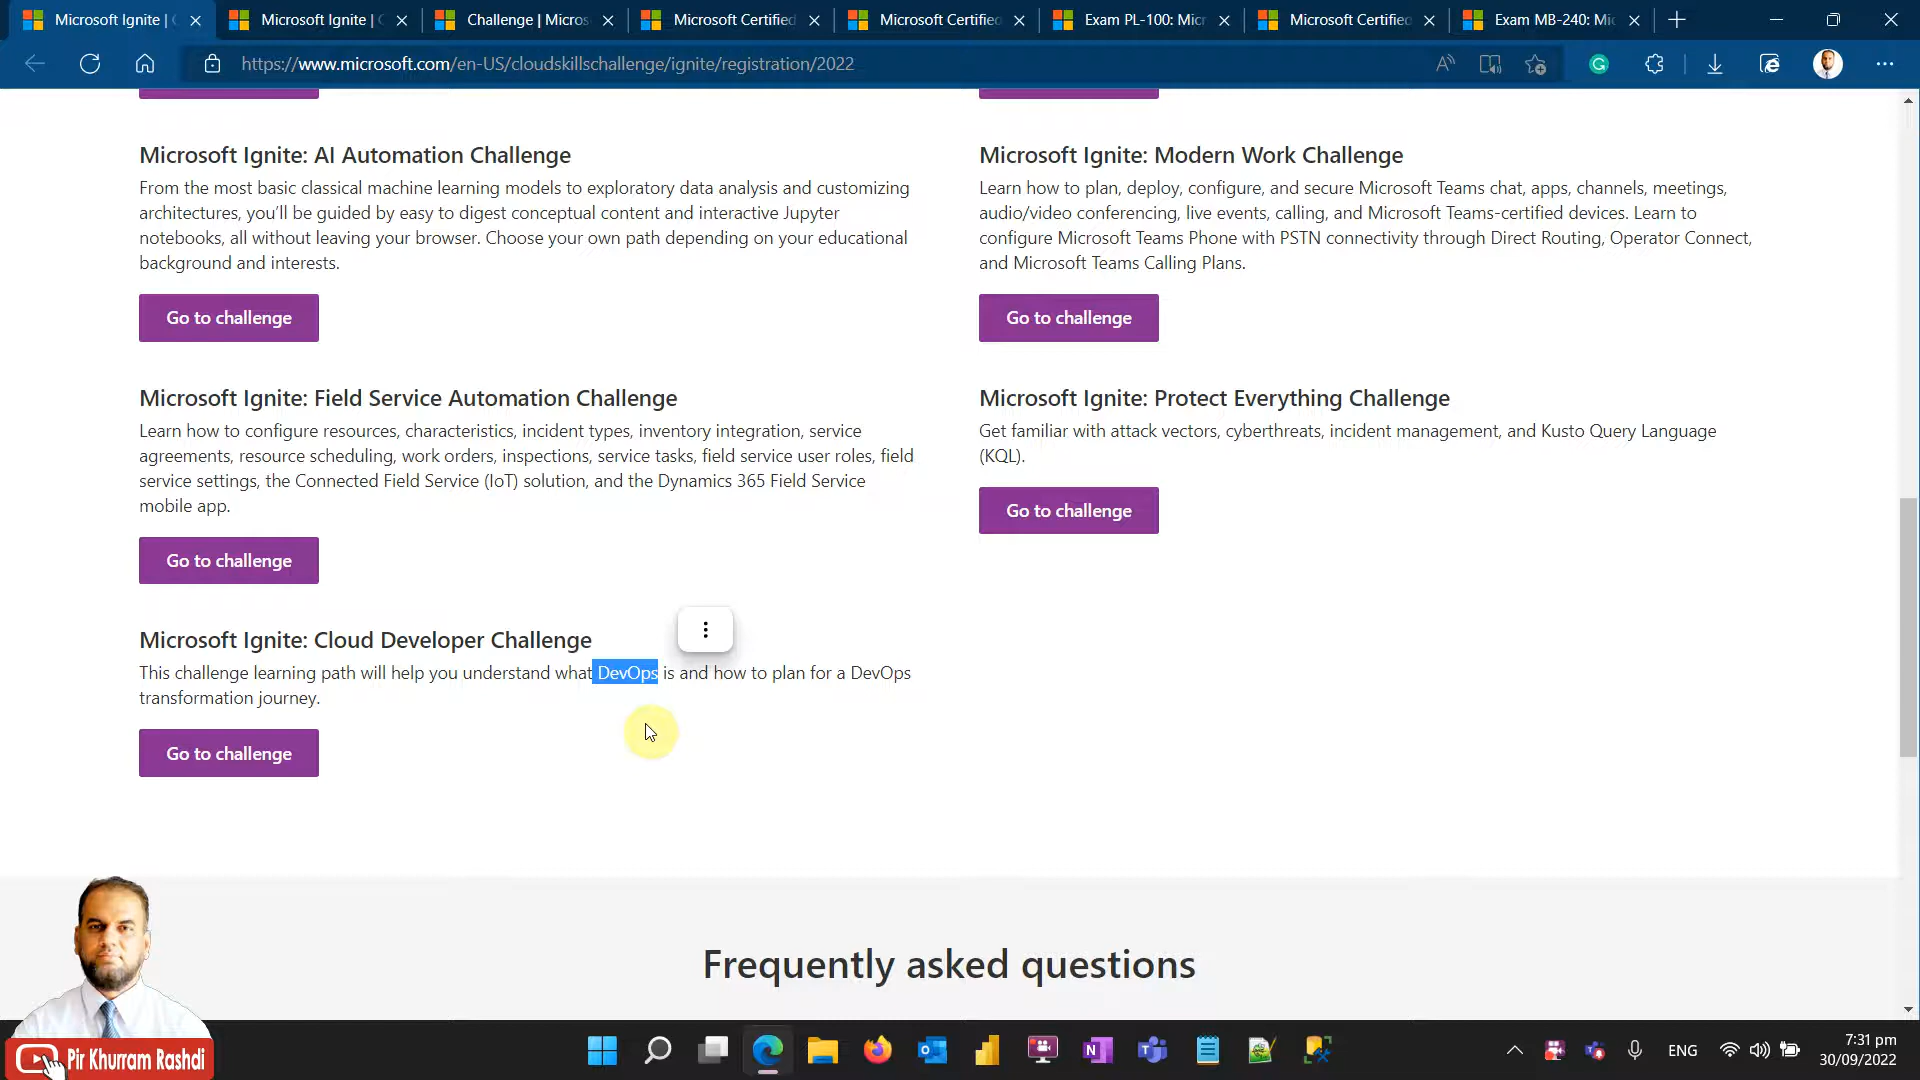 Microsoft Ignite | C
Microsoft Ignite | C
Challenge | Micros
Microsoft Certified
Microsoft Certified
Exam PL-100: Micr
Microsoft Certified
Exam MB-240: Mi
https://www.microsoft.com/en-US/cloudskillschallenge/ignite/registration/2022
Microsoft Ignite: AI Automation Challenge
From the most basic classical machine learning models to exploratory data analysis and customizing
architectures, you'll be guided by easy to digest conceptual content and interactive Jupyter
notebooks, all without leaving your browser. Choose your own path depending on your educational
background and interests.
Go to challenge
Microsoft Ignite: Modern Work Challenge
Learn how to plan, deploy, configure, and secure Microsoft Teams chat, apps, channels, meetings,
audio/video conferencing, live events, calling, and Microsoft Teams-certified devices. Learn to
configure Microsoft Teams Phone with PSTN connectivity through Direct Routing, Operator Connect,
and Microsoft Teams Calling Plans.
Go to challenge
Microsoft Ignite: Field Service Automation Challenge
Learn how to configure resources, characteristics, incident types, inventory integration, service
agreements, resource scheduling, work orders, inspections, service tasks, field service user roles, field
service settings, the Connected Field Service (IoT) solution, and the Dynamics 365 Field Service
mobile app.
Go to challenge
Microsoft Ignite: Protect Everything Challenge
Get familiar with attack vectors, cyberthreats, incident management, and Kusto Query Language
(KQL).
Go to challenge
Microsoft Ignite: Cloud Developer Challenge
This challenge learning path will help you understand what DevOps is and how to plan for a DevOps
transformation journey.
Go to challenge
Frequently asked questions
Pir Khurram Rashdi
ENG
7:31 pm
30/09/2022